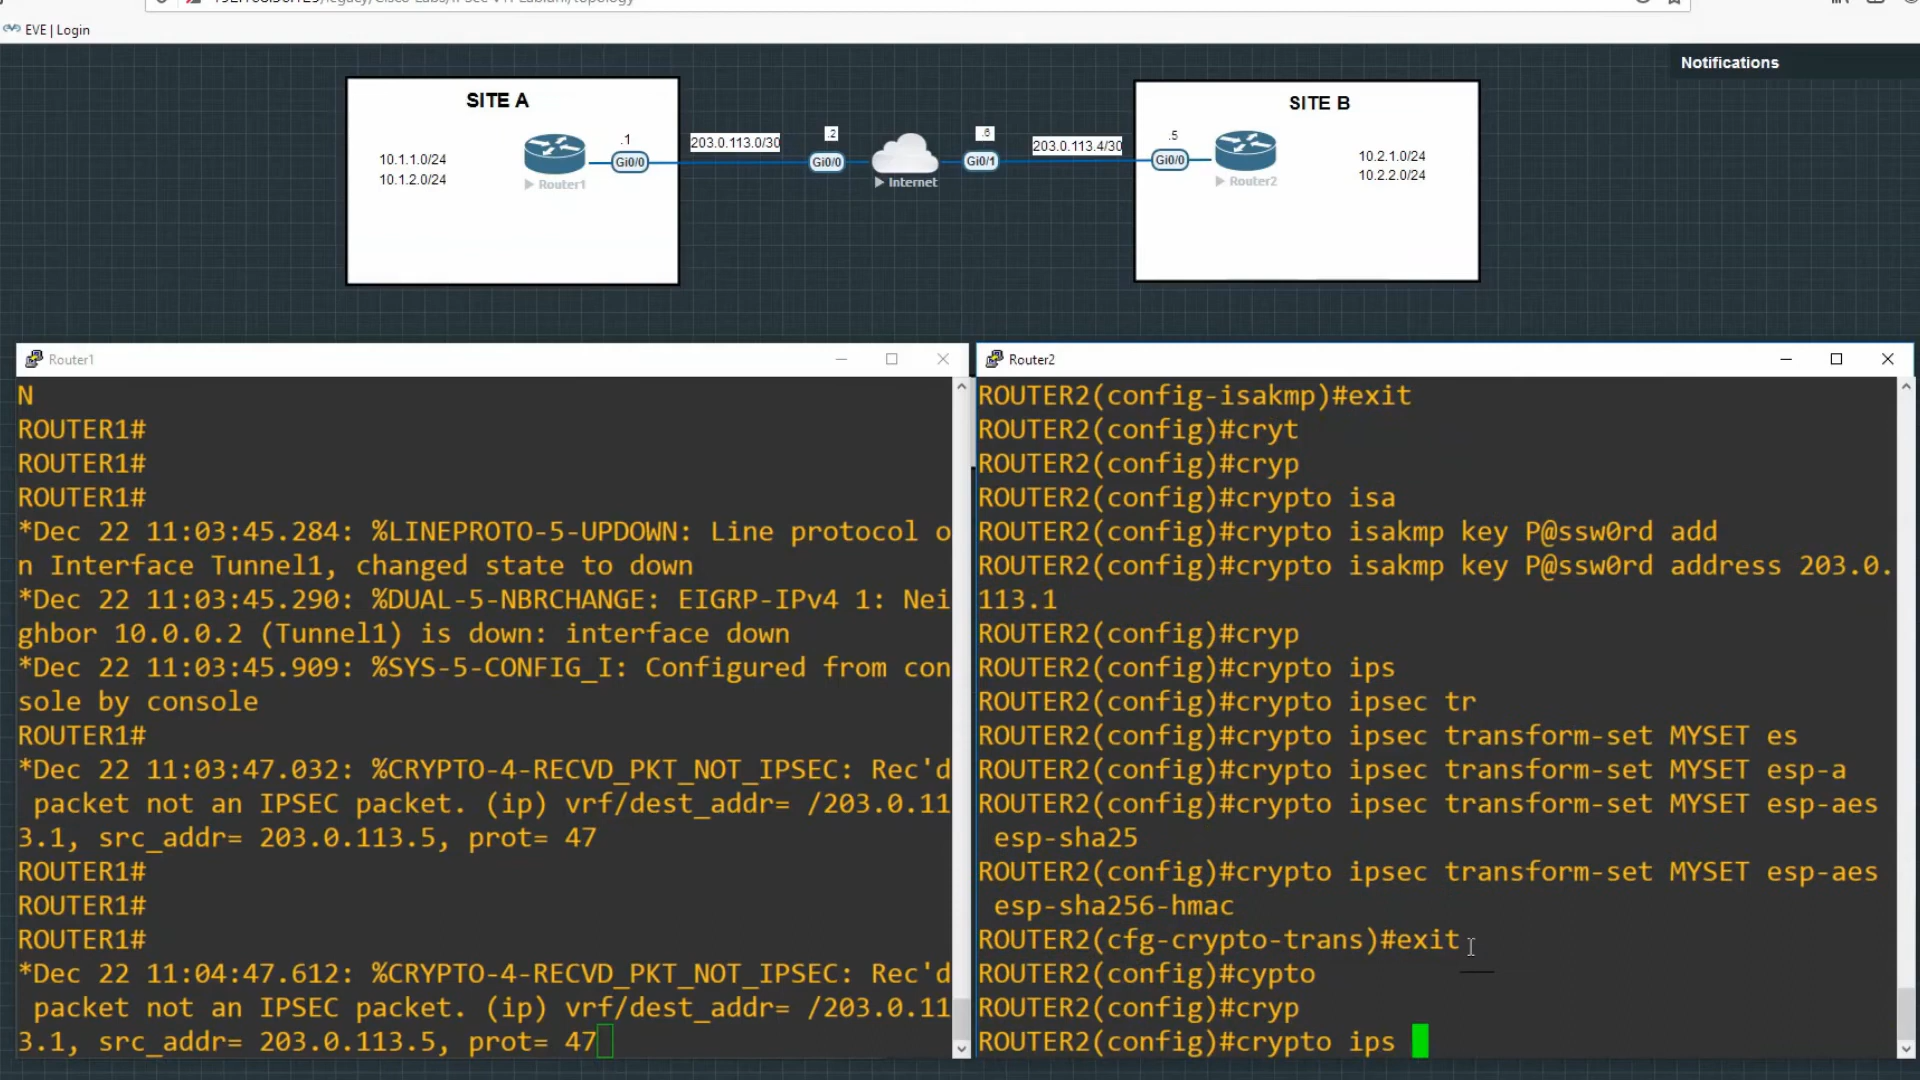 EVE | Login
Notifications
SITE A
SITE B
10.1.1.0/24
10.1.2.0/24
Router1
.1
Gi0/0
203.0.113.0/30
.2
Gi0/0
Internet
.6
Gi0/1
203.0.113.4/30
.5
Gi0/0
Router2
10.2.1.0/24
10.2.2.0/24
Router1
N
ROUTER1#
ROUTER1#
ROUTER1#
*Dec 22 11:03:45.284: %LINEPROTO-5-UPDOWN: Line protocol o
n Interface Tunnel1, changed state to down
*Dec 22 11:03:45.290: %DUAL-5-NBRCHANGE: EIGRP-IPv4 1: Nei
ghbor 10.0.0.2 (Tunnel1) is down: interface down
*Dec 22 11:03:45.909: %SYS-5-CONFIG_I: Configured from con
sole by console
ROUTER1#
*Dec 22 11:03:47.032: %CRYPTO-4-RECVD_PKT_NOT_IPSEC: Rec'd
packet not an IPSEC packet. (ip) vrf/dest_addr= /203.0.11
3.1, src_addr= 203.0.113.5, prot= 47
ROUTER1#
ROUTER1#
ROUTER1#
*Dec 22 11:04:47.612: %CRYPTO-4-RECVD_PKT_NOT_IPSEC: Rec'd
packet not an IPSEC packet. (ip) vrf/dest_addr= /203.0.11
3.1, src_addr= 203.0.113.5, prot= 47
Router2
ROUTER2(config-isakmp)#exit
ROUTER2(config)#cryt
ROUTER2(config)#cryp
ROUTER2(config)#crypto isa
ROUTER2(config)#crypto isakmp key P@ssw0rd add
ROUTER2(config)#crypto isakmp key P@ssw0rd address 203.0.
113.1
ROUTER2(config)#cryp
ROUTER2(config)#crypto ips
ROUTER2(config)#crypto ipsec tr
ROUTER2(config)#crypto ipsec transform-set MYSET es
ROUTER2(config)#crypto ipsec transform-set MYSET esp-a
ROUTER2(config)#crypto ipsec transform-set MYSET esp-aes
esp-sha25
ROUTER2(config)#crypto ipsec transform-set MYSET esp-aes
esp-sha256-hmac
ROUTER2(cfg-crypto-trans)#exit
ROUTER2(config)#cypto
ROUTER2(config)#cryp
ROUTER2(config)#crypto ips